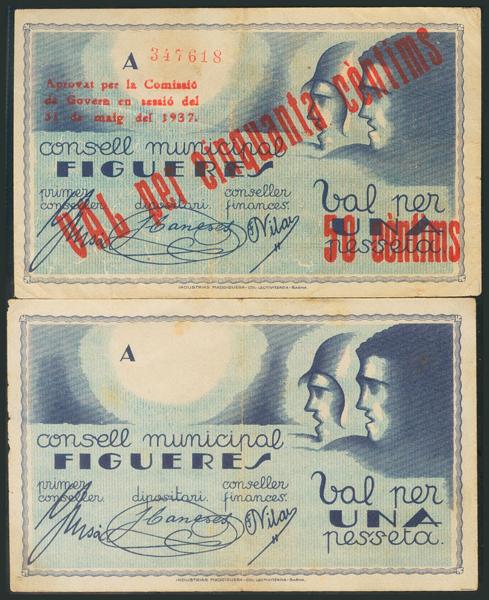 A 347618
Aprovat per la Comissió
de Govern en sessió del
31 de maig del 1937.
VAL per cinquanta cèntims
consell municipal
FIGUERES
primer conseller.
dipositari.
conseller finances.
val per
UNA
pesseta.
50 cèntims
A
consell municipal
FIGUERES
primer conseller.
dipositari.
conseller finances.
val per
UNA
pesseta.